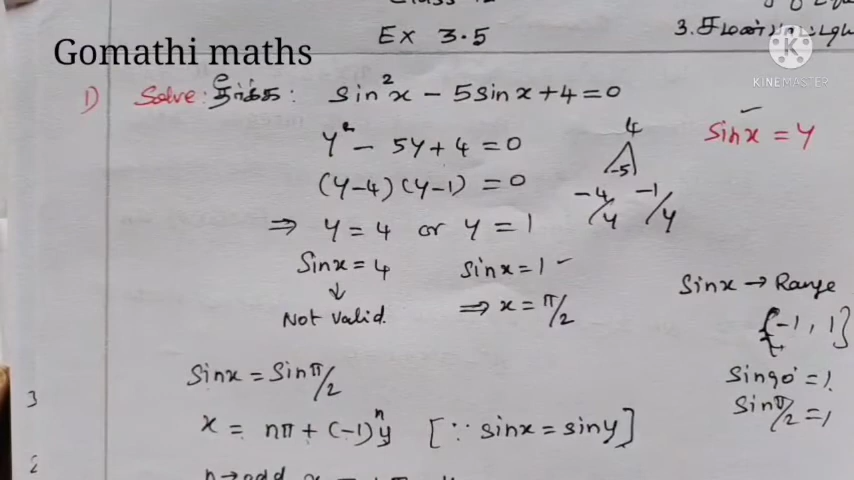 Ex 3.5
Gomathi maths
KINEMASTER
1) Solve: தீர்க்க: sin²x - 5sinx + 4 = 0
sinx = y
y² - 5y + 4 = 0
4
-5
(y-4) (y-1) = 0
-4/y -1/y
⇒ y = 4 or y = 1
sinx = 4 sinx = 1
↓ ⇒ x = π/2
Not valid.
sinx → Range
{-1, 1]
sin90° = 1.
sinπ/2 = 1
sinx = sinπ/2
x = nπ + (-1)ⁿy [∵ sinx = siny]
3
2
n→odd